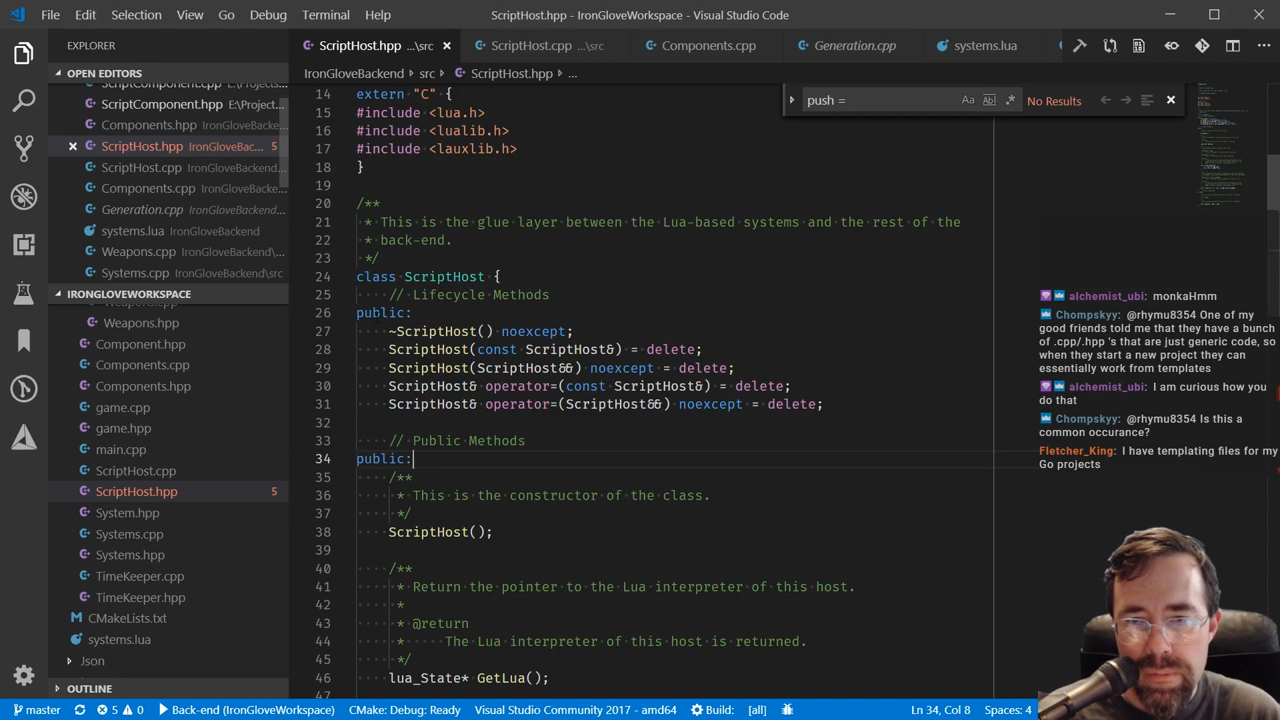 File Edit Selection View Go Debug Terminal Help
ScriptHost.hpp - IronGloveWorkspace - Visual Studio Code
EXPLORER
OPEN EDITORS
ScriptComponent.cpp E:\Projects...
ScriptComponent.hpp E:\Projects...
Components.hpp IronGloveBackend...
ScriptHost.hpp IronGloveBac... 5
ScriptHost.cpp IronGloveBackend...
Components.cpp IronGloveBackend...
Generation.cpp IronGloveBackend\...
systems.lua IronGloveBackend
Weapons.cpp IronGloveBackend\...
Systems.cpp IronGloveBackend\src
IRONGLOVEWORKSPACE
Weapons.cpp
Weapons.hpp
Component.hpp
Components.cpp
Components.hpp
game.cpp
game.hpp
main.cpp
ScriptHost.cpp
ScriptHost.hpp 5
System.hpp
Systems.cpp
Systems.hpp
TimeKeeper.cpp
TimeKeeper.hpp
CMakeLists.txt
systems.lua
Json
OUTLINE
ScriptHost.hpp ...\src
ScriptHost.cpp ...\src
Components.cpp
Generation.cpp
systems.lua
IronGloveBackend › src › ScriptHost.hpp › ...
push =
Aa Abl .*
No Results
14 extern "C" {
15 #include <lua.h>
16 #include <lualib.h>
17 #include <lauxlib.h>
18 }
19
20 /**
21 * This is the glue layer between the Lua-based systems and the rest of the
22 * back-end.
23 */
24 class ScriptHost {
25 // Lifecycle Methods
26 public:
27 ~ScriptHost() noexcept;
28 ScriptHost(const ScriptHost&) = delete;
29 ScriptHost(ScriptHost&&) noexcept = delete;
30 ScriptHost& operator=(const ScriptHost&) = delete;
31 ScriptHost& operator=(ScriptHost&&) noexcept = delete;
32
33 // Public Methods
34 public:
35 /**
36 * This is the constructor of the class.
37 */
38 ScriptHost();
39
40 /**
41 * Return the pointer to the Lua interpreter of this host.
42 *
43 * @return
44 * The Lua interpreter of this host is returned.
45 */
46 lua_State* GetLua();
47
alchemist_ubi: monkaHmm
Chompskyy: @rhymu8354 One of my
good friends told me that they have a bunch
of .cpp/.hpp 's that are just generic code, so
when they start a new project they can
essentially work from templates
alchemist_ubi: I am curious how you
do that
Chompskyy: @rhymu8354 Is this a
common occurance?
Fletcher_King: I have templating files for my
Go projects
master 5 0 Back-end (IronGloveWorkspace) CMake: Debug: Ready Visual Studio Community 2017 - amd64 Build: [all] Ln 34, Col 8 Spaces: 4